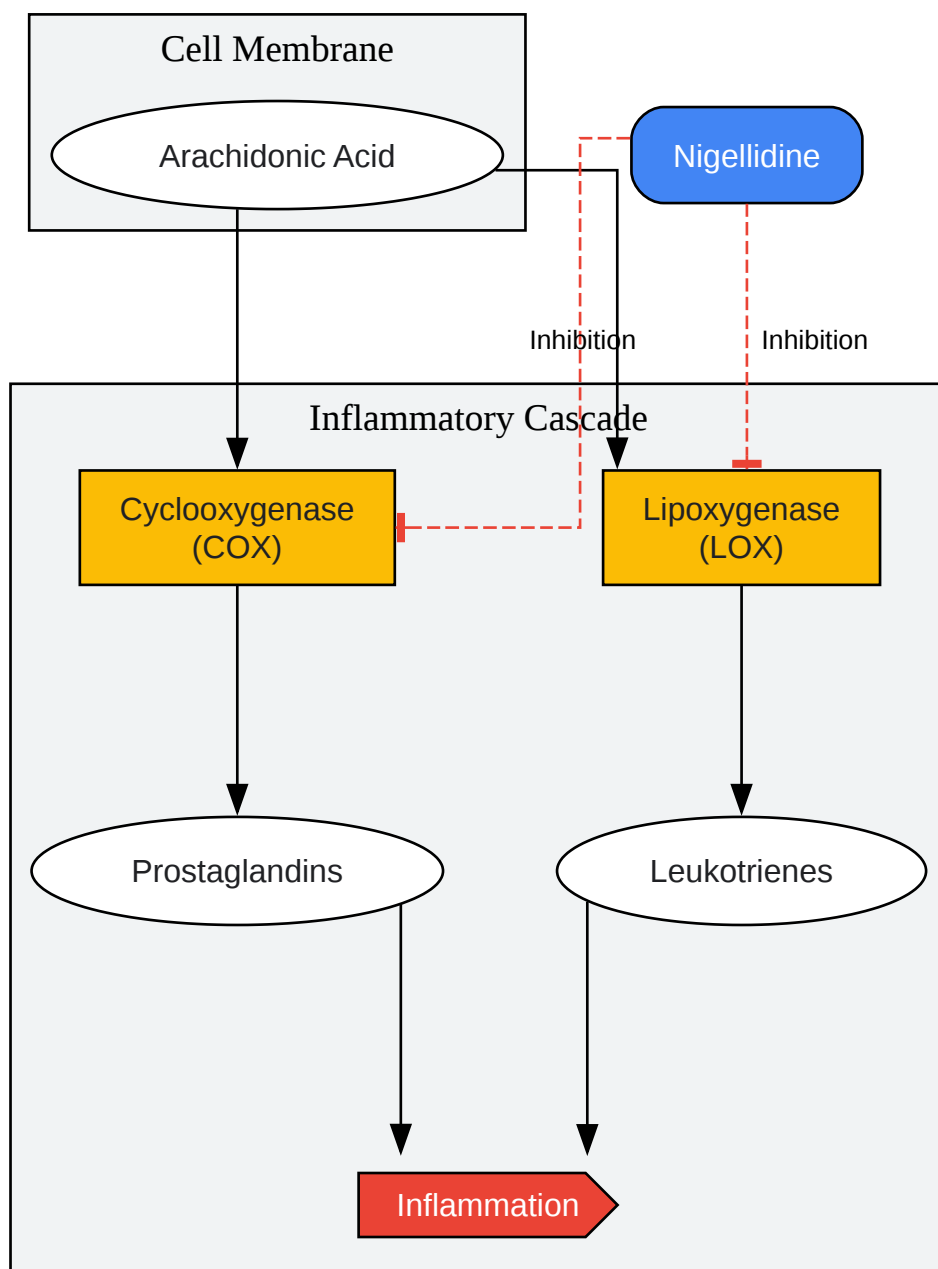 Cell Membrane
Arachidonic Acid
Nigellidine
Inhibition
Inhibition
Inflammatory Cascade
Cyclooxygenase
(COX)
Lipoxygenase
(LOX)
Prostaglandins
Leukotrienes
Inflammation